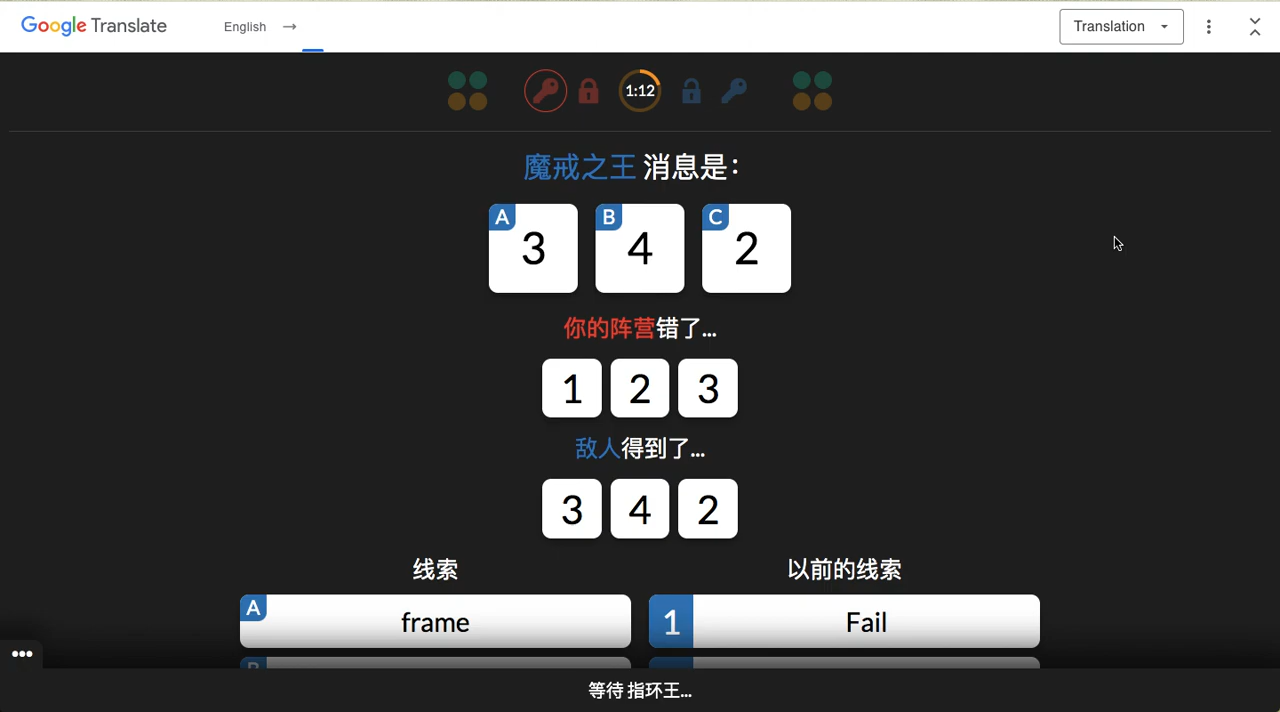 Google Translate
English →
Translation
1:12
魔戒之王 消息是：
A 3
B 4
C 2
你的阵营错了...
1 2 3
敌人得到了...
3 4 2
线索
以前的线索
A frame
1 Fail
等待 指环王...